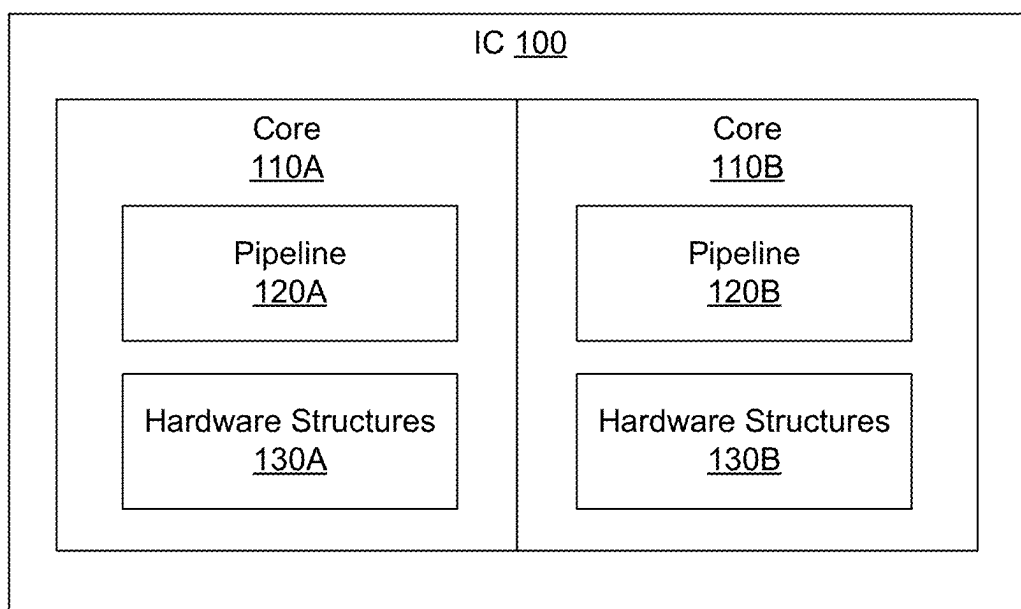 IC 100
Core
110A
Pipeline
120A
Hardware Structures
130A
Core
110B
Pipeline
120B
Hardware Structures
130B